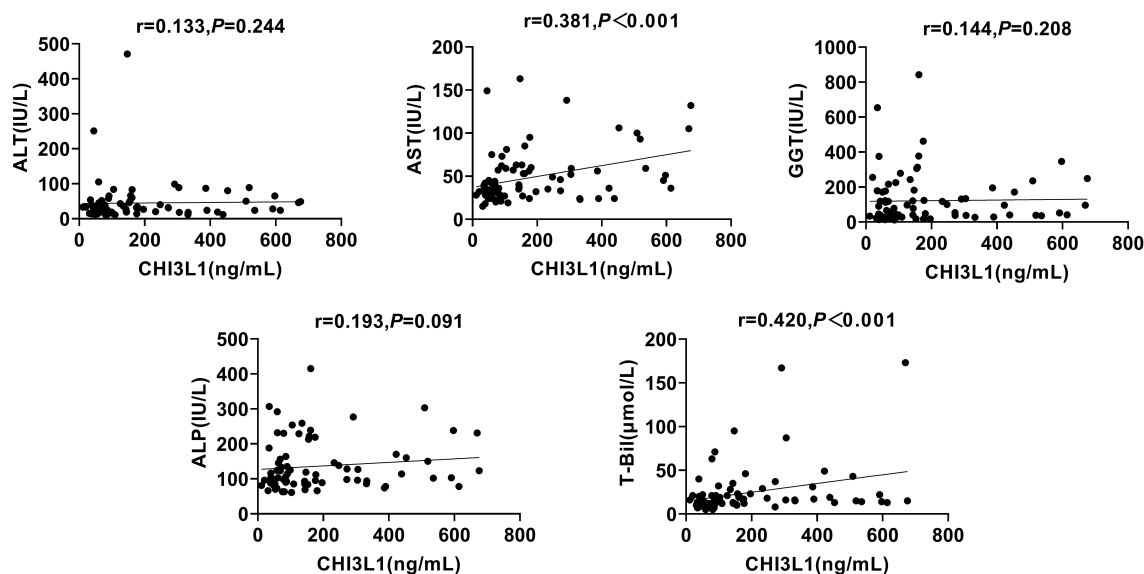 r=0.133,P=0.244
ALT(IU/L)
500
400
300
200
100
0
0 200 400 600 800
CHI3L1(ng/mL)
r=0.381,P<0.001
AST(IU/L)
200
150
100
50
0
0 200 400 600 800
CHI3L1(ng/mL)
r=0.144,P=0.208
GGT(IU/L)
1000
800
600
400
200
0
0 200 400 600 800
CHI3L1(ng/mL)
r=0.193,P=0.091
ALP(IU/L)
500
400
300
200
100
0
0 200 400 600 800
CHI3L1(ng/mL)
r=0.420,P<0.001
T-Bil(μmol/L)
200
150
100
50
0
0 200 400 600 800
CHI3L1(ng/mL)